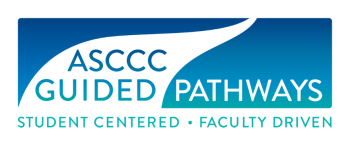 ASCCC
GUIDED PATHWAYS
STUDENT CENTERED • FACULTY DRIVEN